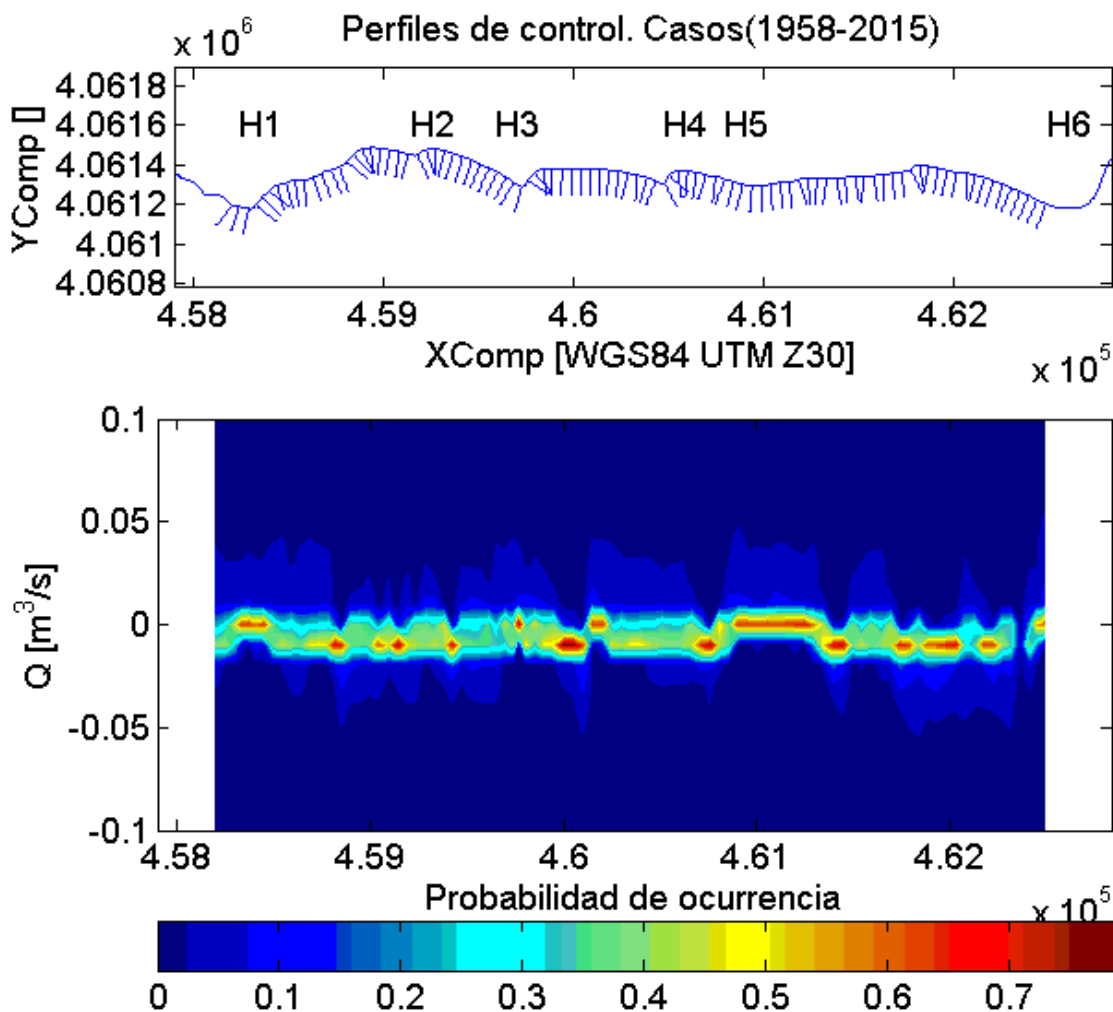 x 10^6
Perfiles de control. Casos(1958-2015)
4.0618
4.0616
4.0614
4.0612
4.061
4.0608
YComp []
H1 H2 H3 H4 H5 H6
4.58 4.59 4.6 4.61 4.62
XComp [WGS84 UTM Z30]
x 10^5
0.1
0.05
0
-0.05
-0.1
Q [m^3/s]
4.58 4.59 4.6 4.61 4.62
Probabilidad de ocurrencia
x 10^5
0 0.1 0.2 0.3 0.4 0.5 0.6 0.7